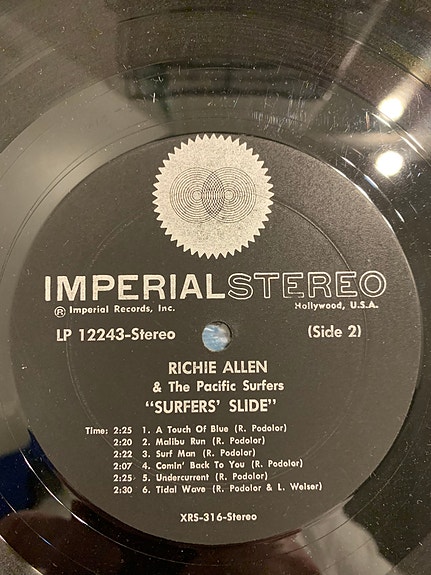 IMPERIAL STEREO
® Imperial Records, Inc. Hollywood, U.S.A.
LP 12243-Stereo (Side 2)
RICHIE ALLEN
& The Pacific Surfers
"SURFERS' SLIDE"
Time: 2:25 1. A Touch Of Blue (R. Podolor)
2:20 2. Malibu Run (R. Podolor)
2:22 3. Surf Man (R. Podolor)
2:07 4. Comin' Back To You (R. Podolor)
2:25 5. Undercurrent (R. Podolor)
2:30 6. Tidal Wave (R. Podolor & L. Weiser)
XRS-316-Stereo